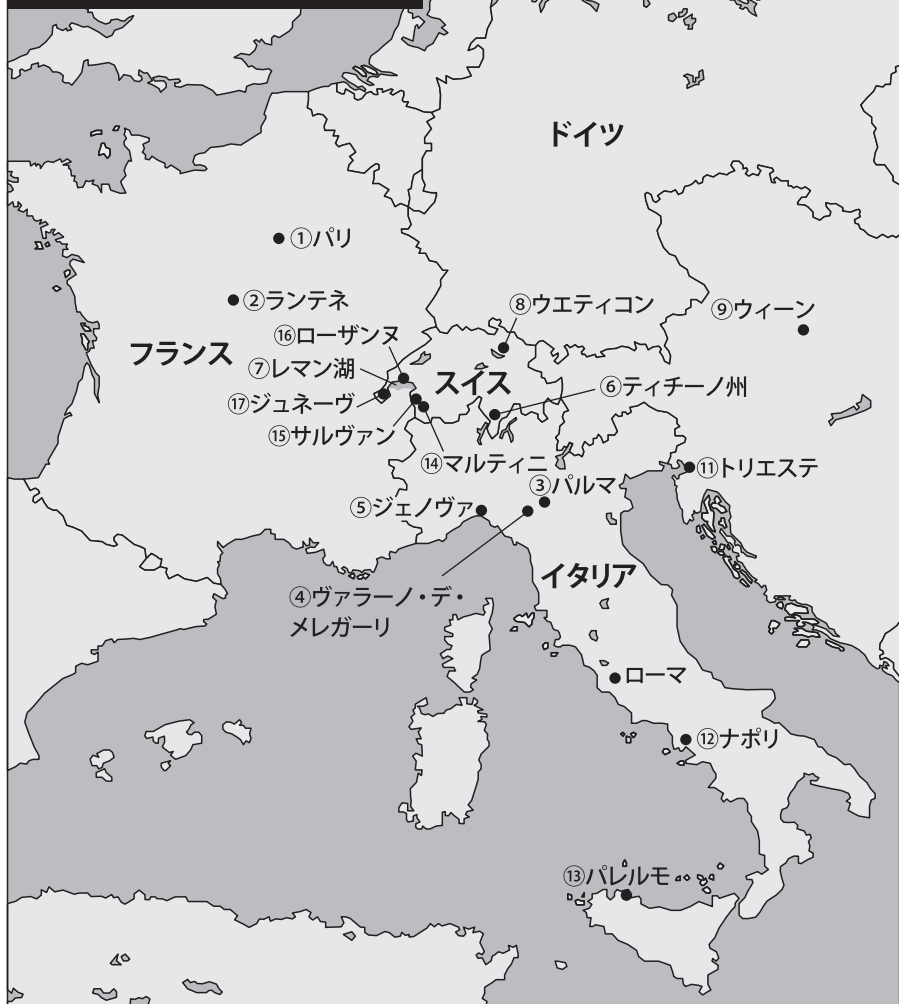 ドイツ
①パリ
②ランテネ
⑧ウエティコン
⑨ウィーン
⑯ローザンヌ
フランス
⑦レマン湖
スイス
⑥ティチーノ州
⑰ジュネーヴ
⑮サルヴァン
⑭マルティニ
⑪トリエステ
③パルマ
⑤ジェノヴァ
イタリア
④ヴァラーノ・デ・
メレガーリ
ローマ
⑫ナポリ
⑬パレルモ